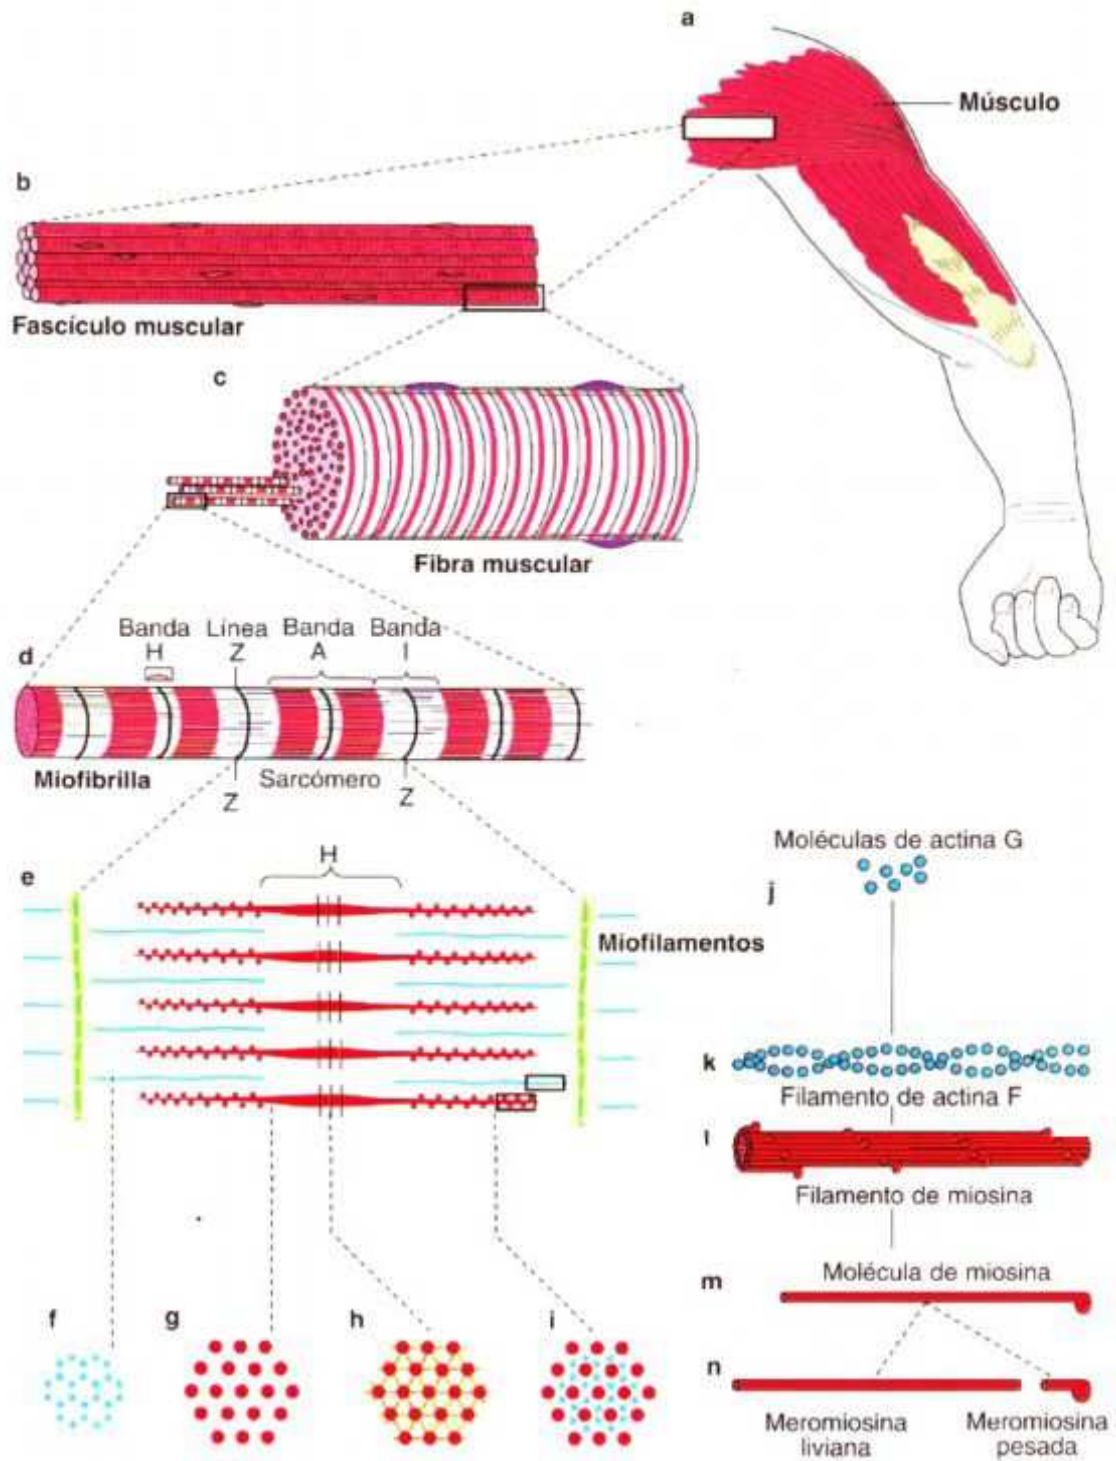 a
Músculo
b
Fascículo muscular
c
Fibra muscular
d
Banda H
Línea Z
Banda A
Banda I
Miofibrilla
Z
Sarcómero
Z
e
H
Miofilamentos
f
g
h
i
Moléculas de actina G
j
k
Filamento de actina F
l
Filamento de miosina
Molécula de miosina
m
n
Meromiosina
liviana
Meromiosina
pesada